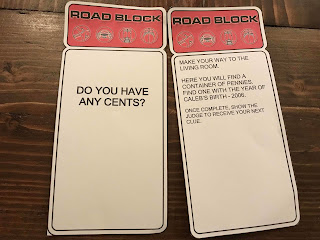 ROAD BLOCK
DO YOU HAVE
ANY CENTS?
ROAD BLOCK
MAKE YOUR WAY TO THE
LIVING ROOM.
HERE YOU WILL FIND A
CONTAINER OF PENNIES,
FIND ONE WITH THE YEAR OF
CALEB'S BIRTH - 2006.
ONCE COMPLETE, SHOW THE
JUDGE TO RECEIVE YOUR NEXT
CLUE.